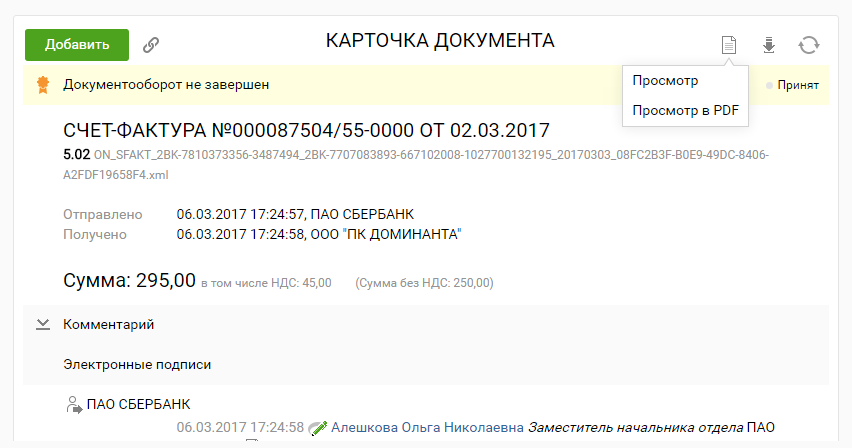 Добавить
КАРТОЧКА ДОКУМЕНТА
Документооборот не завершен
Просмотр
Просмотр в PDF
Принят
СЧЕТ-ФАКТУРА №000087504/55-0000 ОТ 02.03.2017
5.02 ON_SFAKT_2BK-7810373356-3487494_2BK-7707083893-667102008-1027700132195_20170303_08FC2B3F-B0E9-49DC-8406-
A2FDF19658F4.xml
Отправлено 06.03.2017 17:24:57, ПАО СБЕРБАНК
Получено 06.03.2017 17:24:58, ООО "ПК ДОМИНАНТА"
Сумма: 295,00 в том числе НДС: 45,00 (Сумма без НДС: 250,00)
Комментарий
Электронные подписи
ПАО СБЕРБАНК
06.03.2017 17:24:58 Алешкова Ольга Николаевна Заместитель начальника отдела ПАО